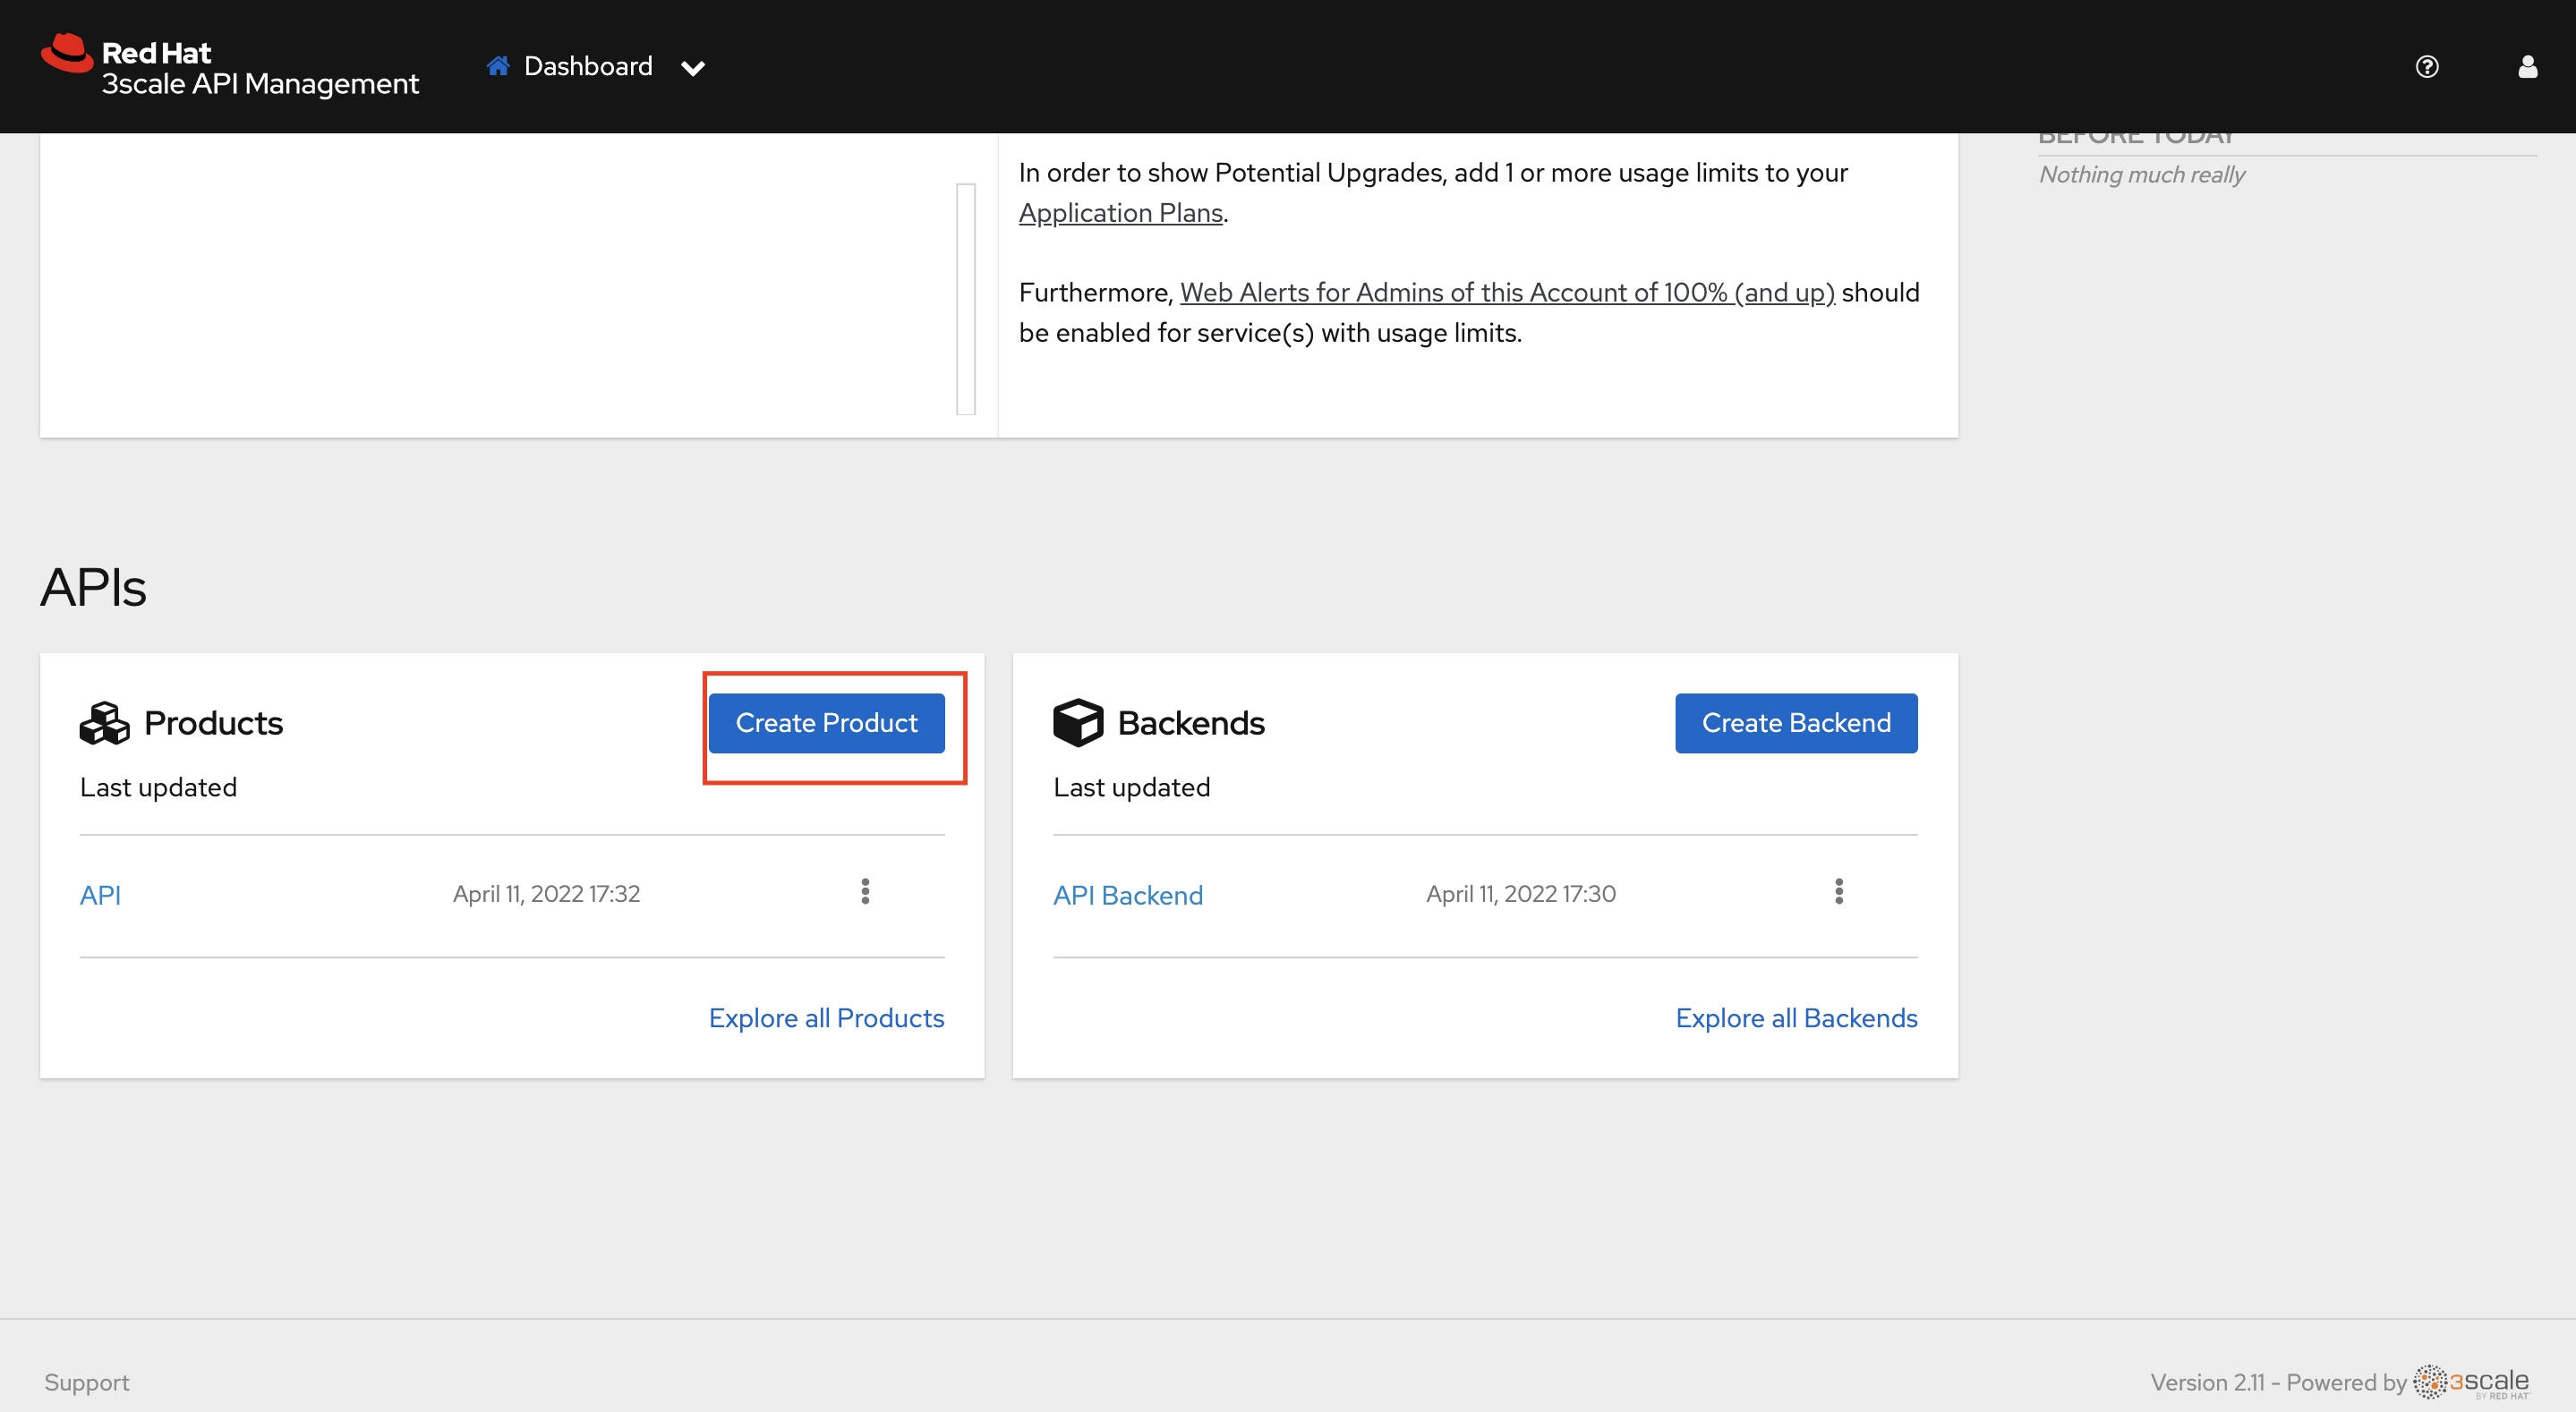 Red Hat
3scale API Management
Dashboard
BEFORE TODAY
Nothing much really
In order to show Potential Upgrades, add 1 or more usage limits to your
Application Plans.
Furthermore, Web Alerts for Admins of this Account of 100% (and up) should
be enabled for service(s) with usage limits.
APIs
Products
Create Product
Last updated
API
April 11, 2022 17:32
Explore all Products
Backends
Create Backend
Last updated
API Backend
April 11, 2022 17:30
Explore all Backends
Support
Version 2.11 - Powered by 3scale
BY RED HAT